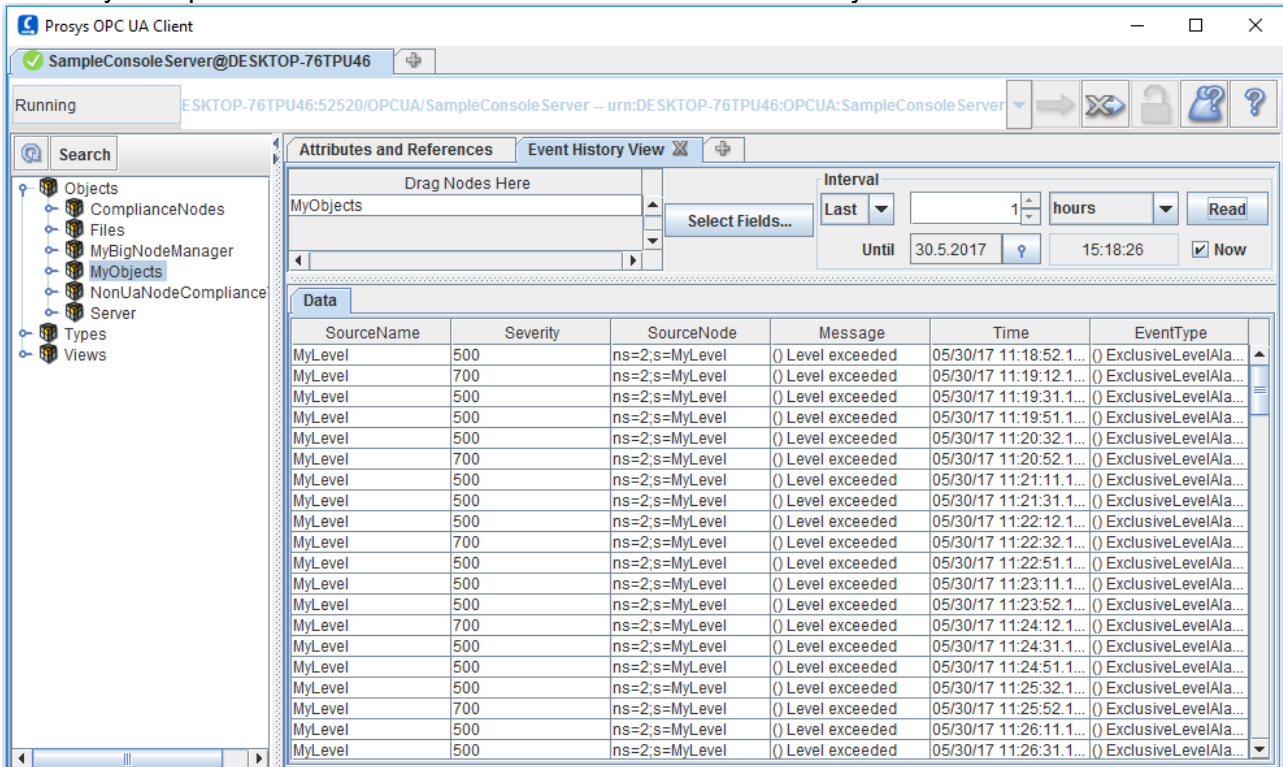 Prosys OPC UA Client
SampleConsoleServer@DESKTOP-76TPU46
Running
ESKTOP-76TPU46:52520/OPCUA/SampleConsoleServer -- urn:DESKTOP-76TPU46:OPCUA:SampleConsoleServer
Search
Objects
ComplianceNodes
Files
MyBigNodeManager
MyObjects
NonUaNodeCompliance
Server
Types
Views
Attributes and References Event History View
Drag Nodes Here
MyObjects
Select Fields...
Interval
Last 1 hours Read
Until 30.5.2017 15:18:26 Now
Data
SourceName Severity SourceNode Message Time EventType
MyLevel 500 ns=2;s=MyLevel () Level exceeded 05/30/17 11:18:52.1... () ExclusiveLevelAla...
MyLevel 700 ns=2;s=MyLevel () Level exceeded 05/30/17 11:19:12.1... () ExclusiveLevelAla...
MyLevel 500 ns=2;s=MyLevel () Level exceeded 05/30/17 11:19:31.1... () ExclusiveLevelAla...
MyLevel 500 ns=2;s=MyLevel () Level exceeded 05/30/17 11:19:51.1... () ExclusiveLevelAla...
MyLevel 500 ns=2;s=MyLevel () Level exceeded 05/30/17 11:20:32.1... () ExclusiveLevelAla...
MyLevel 700 ns=2;s=MyLevel () Level exceeded 05/30/17 11:20:52.1... () ExclusiveLevelAla...
MyLevel 500 ns=2;s=MyLevel () Level exceeded 05/30/17 11:21:11.1... () ExclusiveLevelAla...
MyLevel 500 ns=2;s=MyLevel () Level exceeded 05/30/17 11:21:31.1... () ExclusiveLevelAla...
MyLevel 500 ns=2;s=MyLevel () Level exceeded 05/30/17 11:22:12.1... () ExclusiveLevelAla...
MyLevel 700 ns=2;s=MyLevel () Level exceeded 05/30/17 11:22:32.1... () ExclusiveLevelAla...
MyLevel 500 ns=2;s=MyLevel () Level exceeded 05/30/17 11:22:51.1... () ExclusiveLevelAla...
MyLevel 500 ns=2;s=MyLevel () Level exceeded 05/30/17 11:23:11.1... () ExclusiveLevelAla...
MyLevel 500 ns=2;s=MyLevel () Level exceeded 05/30/17 11:23:52.1... () ExclusiveLevelAla...
MyLevel 700 ns=2;s=MyLevel () Level exceeded 05/30/17 11:24:12.1... () ExclusiveLevelAla...
MyLevel 500 ns=2;s=MyLevel () Level exceeded 05/30/17 11:24:31.1... () ExclusiveLevelAla...
MyLevel 500 ns=2;s=MyLevel () Level exceeded 05/30/17 11:24:51.1... () ExclusiveLevelAla...
MyLevel 500 ns=2;s=MyLevel () Level exceeded 05/30/17 11:25:32.1... () ExclusiveLevelAla...
MyLevel 700 ns=2;s=MyLevel () Level exceeded 05/30/17 11:25:52.1... () ExclusiveLevelAla...
MyLevel 500 ns=2;s=MyLevel () Level exceeded 05/30/17 11:26:11.1... () ExclusiveLevelAla...
MyLevel 500 ns=2;s=MyLevel () Level exceeded 05/30/17 11:26:31.1... () ExclusiveLevelAla...